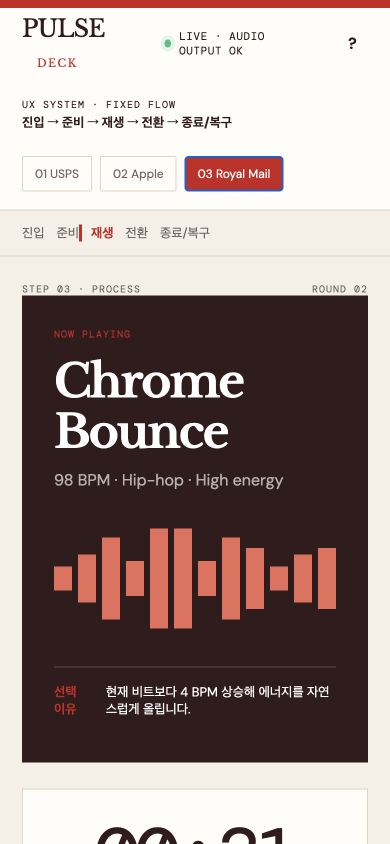 PULSE
DECK
LIVE · AUDIO
OUTPUT OK
?
UX SYSTEM · FIXED FLOW
진입 → 준비 → 재생 → 전환 → 종료/복구
01 USPS
02 Apple
03 Royal Mail
진입 준비 재생 전환 종료/복구
STEP 03 · PROCESS
ROUND 02
NOW PLAYING
Chrome
Bounce
98 BPM · Hip-hop · High energy
선택
이유
현재 비트보다 4 BPM 상승해 에너지를 자연
스럽게 올립니다.